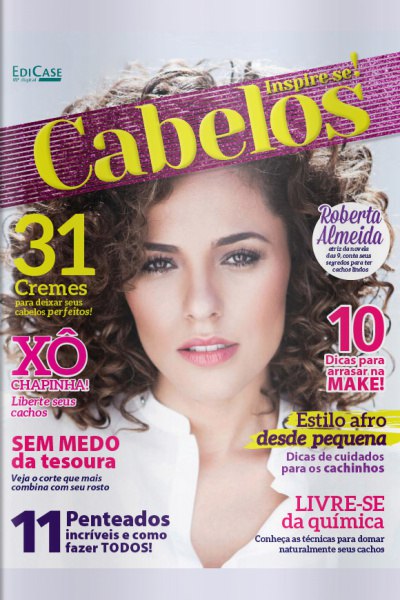 EDICASE
BP digital
Inspire-se!
Cabelos
31
Cremes
para deixar seus
cabelos perfeitos!
Roberta
Almeida
atriz da novela
das 9, conta seus
segredos para ter
cachos lindos
XÔ
CHAPINHA!
Liberte seus
cachos
10
Dicas para
arrasar na
MAKE!
SEM MEDO
da tesoura
Veja o corte que mais
combina com seu rosto
Estilo afro
desde pequena
Dicas de cuidados
para os cachinhos
11 Penteados
incríveis e como
fazer TODOS!
LIVRE-SE
da química
Conheça as técnicas para domar
naturalmente seus cachos